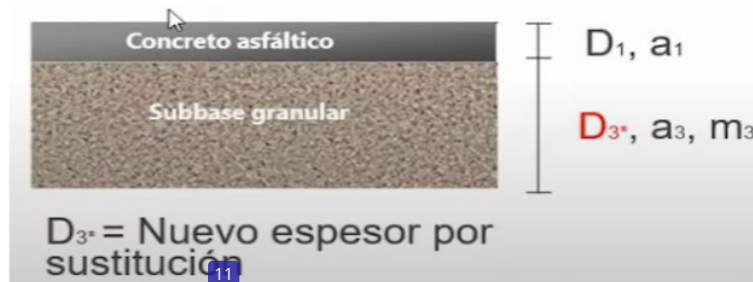 Concreto asfáltico
D₁, a₁
Subbase granular
D₃*, a₃, m₃
D₃* = Nuevo espesor por
sustitución
11